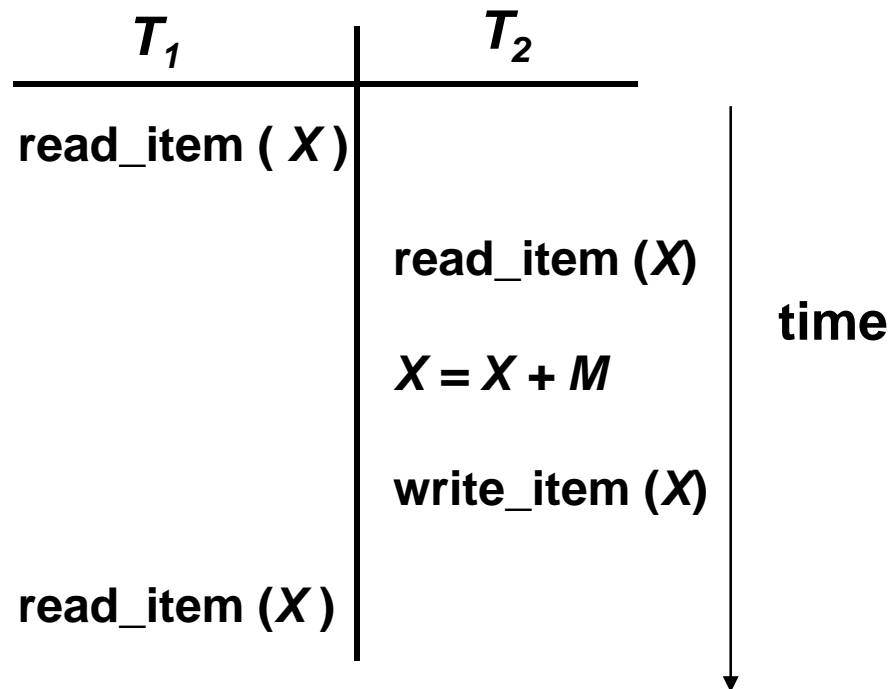 T1 T2
read_item ( X )
read_item (X)
time
X = X + M
write_item (X)
read_item (X )